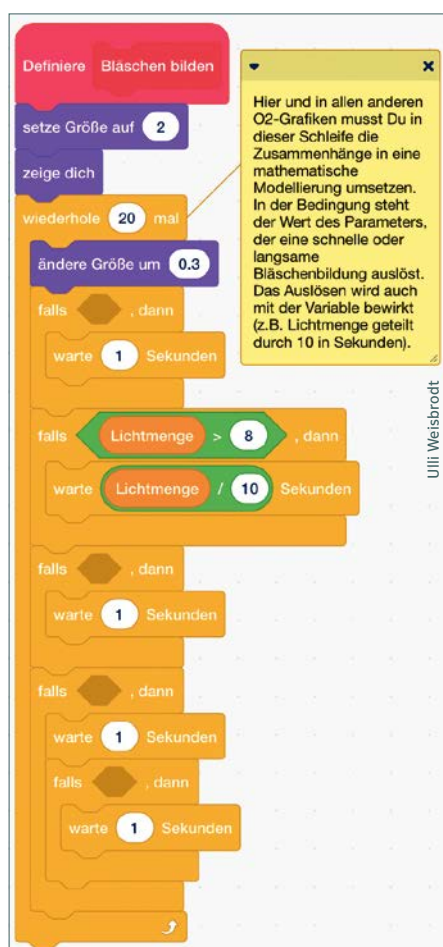 Definiere Bläschen bilden
setze Größe auf 2
zeige dich
wiederhole 20 mal
ändere Größe um 0.3
falls , dann
warte 1 Sekunden
falls Lichtmenge > 8 , dann
warte Lichtmenge / 10 Sekunden
falls , dann
warte 1 Sekunden
falls , dann
warte 1 Sekunden
falls , dann
warte 1 Sekunden
Hier und in allen anderen
O2-Grafiken musst Du in
dieser Schleife die
Zusammenhänge in eine
mathematische
Modellierung umsetzen.
In der Bedingung steht
der Wert des Parameters,
der eine schnelle oder
langsame
Bläschenbildung auslöst.
Das Auslösen wird auch
mit der Variable bewirkt
(z.B. Lichtmenge geteilt
durch 10 in Sekunden).
Ulli Weisbrodt